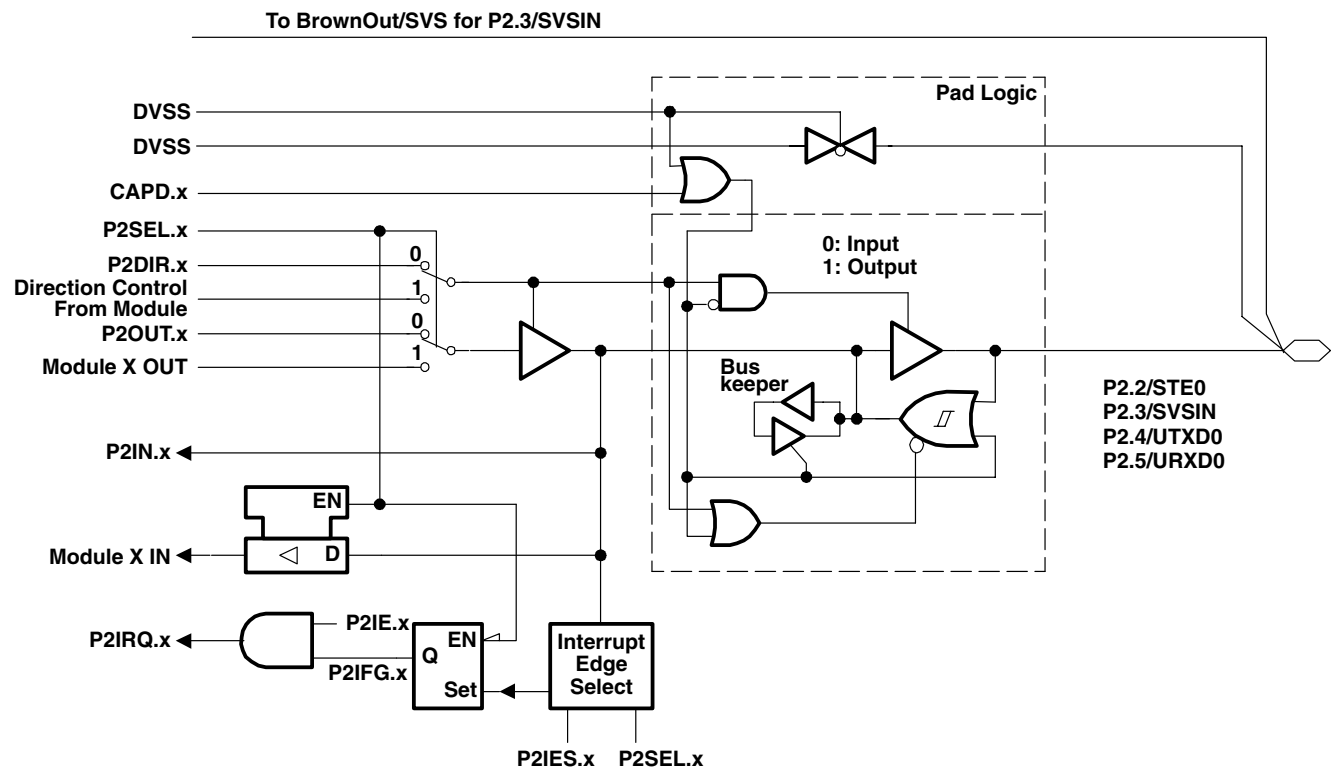 To BrownOut/SVS for P2.3/SVSIN
Pad Logic
DVSS
DVSS
CAPD.x
P2SEL.x
0
P2DIR.x
Direction Control
From Module
1
0
P2OUT.x
1
Module X OUT
0: Input
1: Output
Bus
keeper
P2.2/STE0
P2.3/SVSIN
P2.4/UTXD0
P2.5/URXD0
P2IN.x
EN
D
Module X IN
P2IE.x
P2IRQ.x
P2IFG.x
EN
Q
Set
Interrupt
Edge
Select
P2IES.x
P2SEL.x